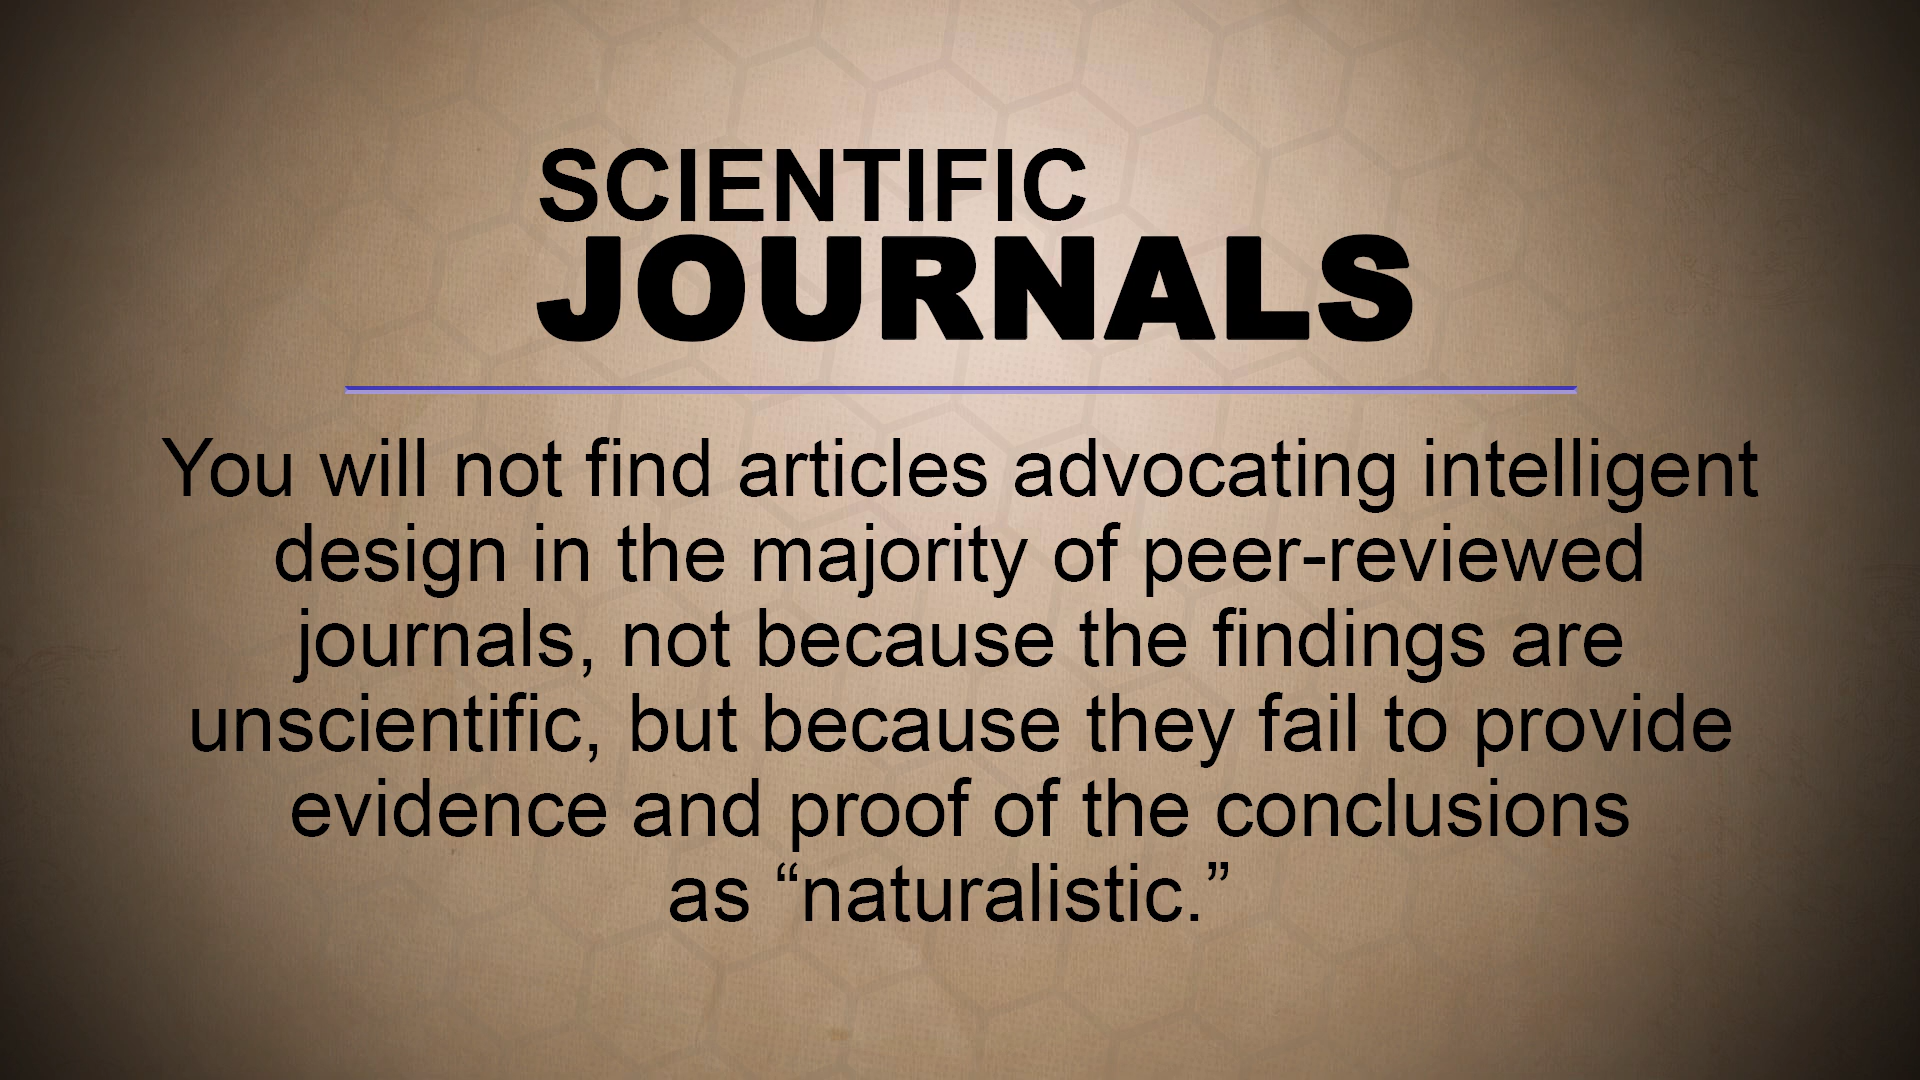 SCIENTIFIC
JOURNALS
You will not find articles advocating intelligent
design in the majority of peer-reviewed
journals, not because the findings are
unscientific, but because they fail to provide
evidence and proof of the conclusions
as “naturalistic.”